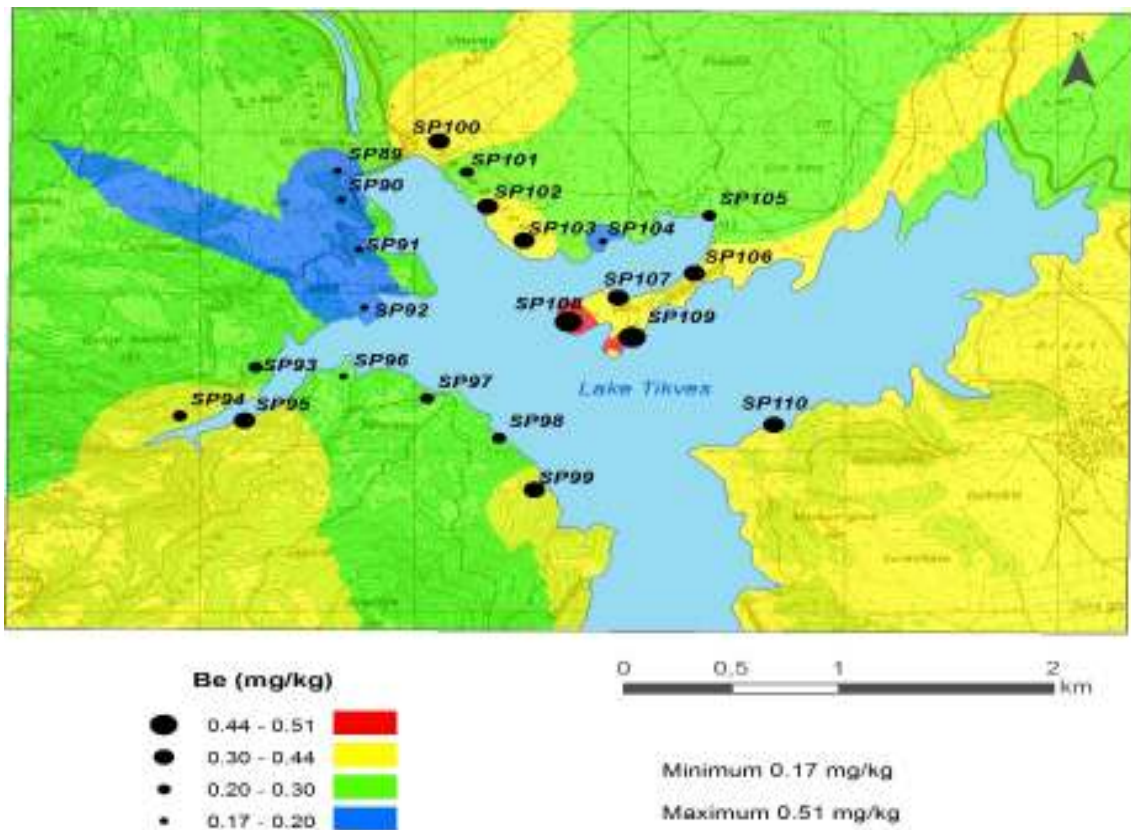 N
SP100
SP89
SP101
SP90
SP102
SP105
SP103
SP104
SP91
SP106
SP107
SP92
SP108
SP109
SP93
SP96
Lake Tikves
SP97
SP94
SP95
SP98
SP110
SP99
Be (mg/kg)
0 0.5 1 2
km
0.44 - 0.51
0.30 - 0.44
0.20 - 0.30
0.17 - 0.20
Minimum 0.17 mg/kg
Maximum 0.51 mg/kg